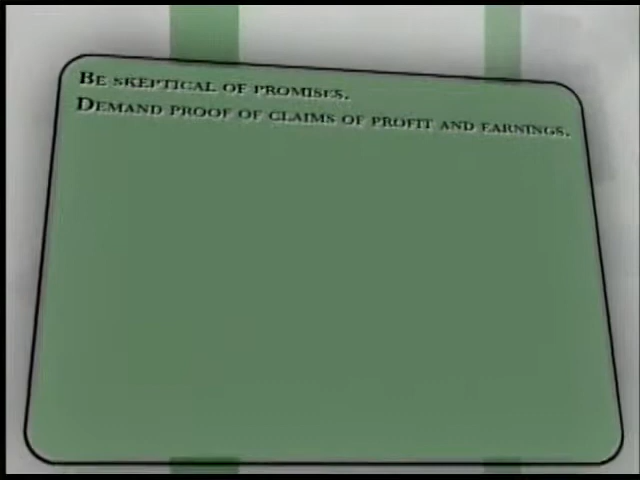 Be skeptical of promises.
Demand proof of claims of profit and earnings.